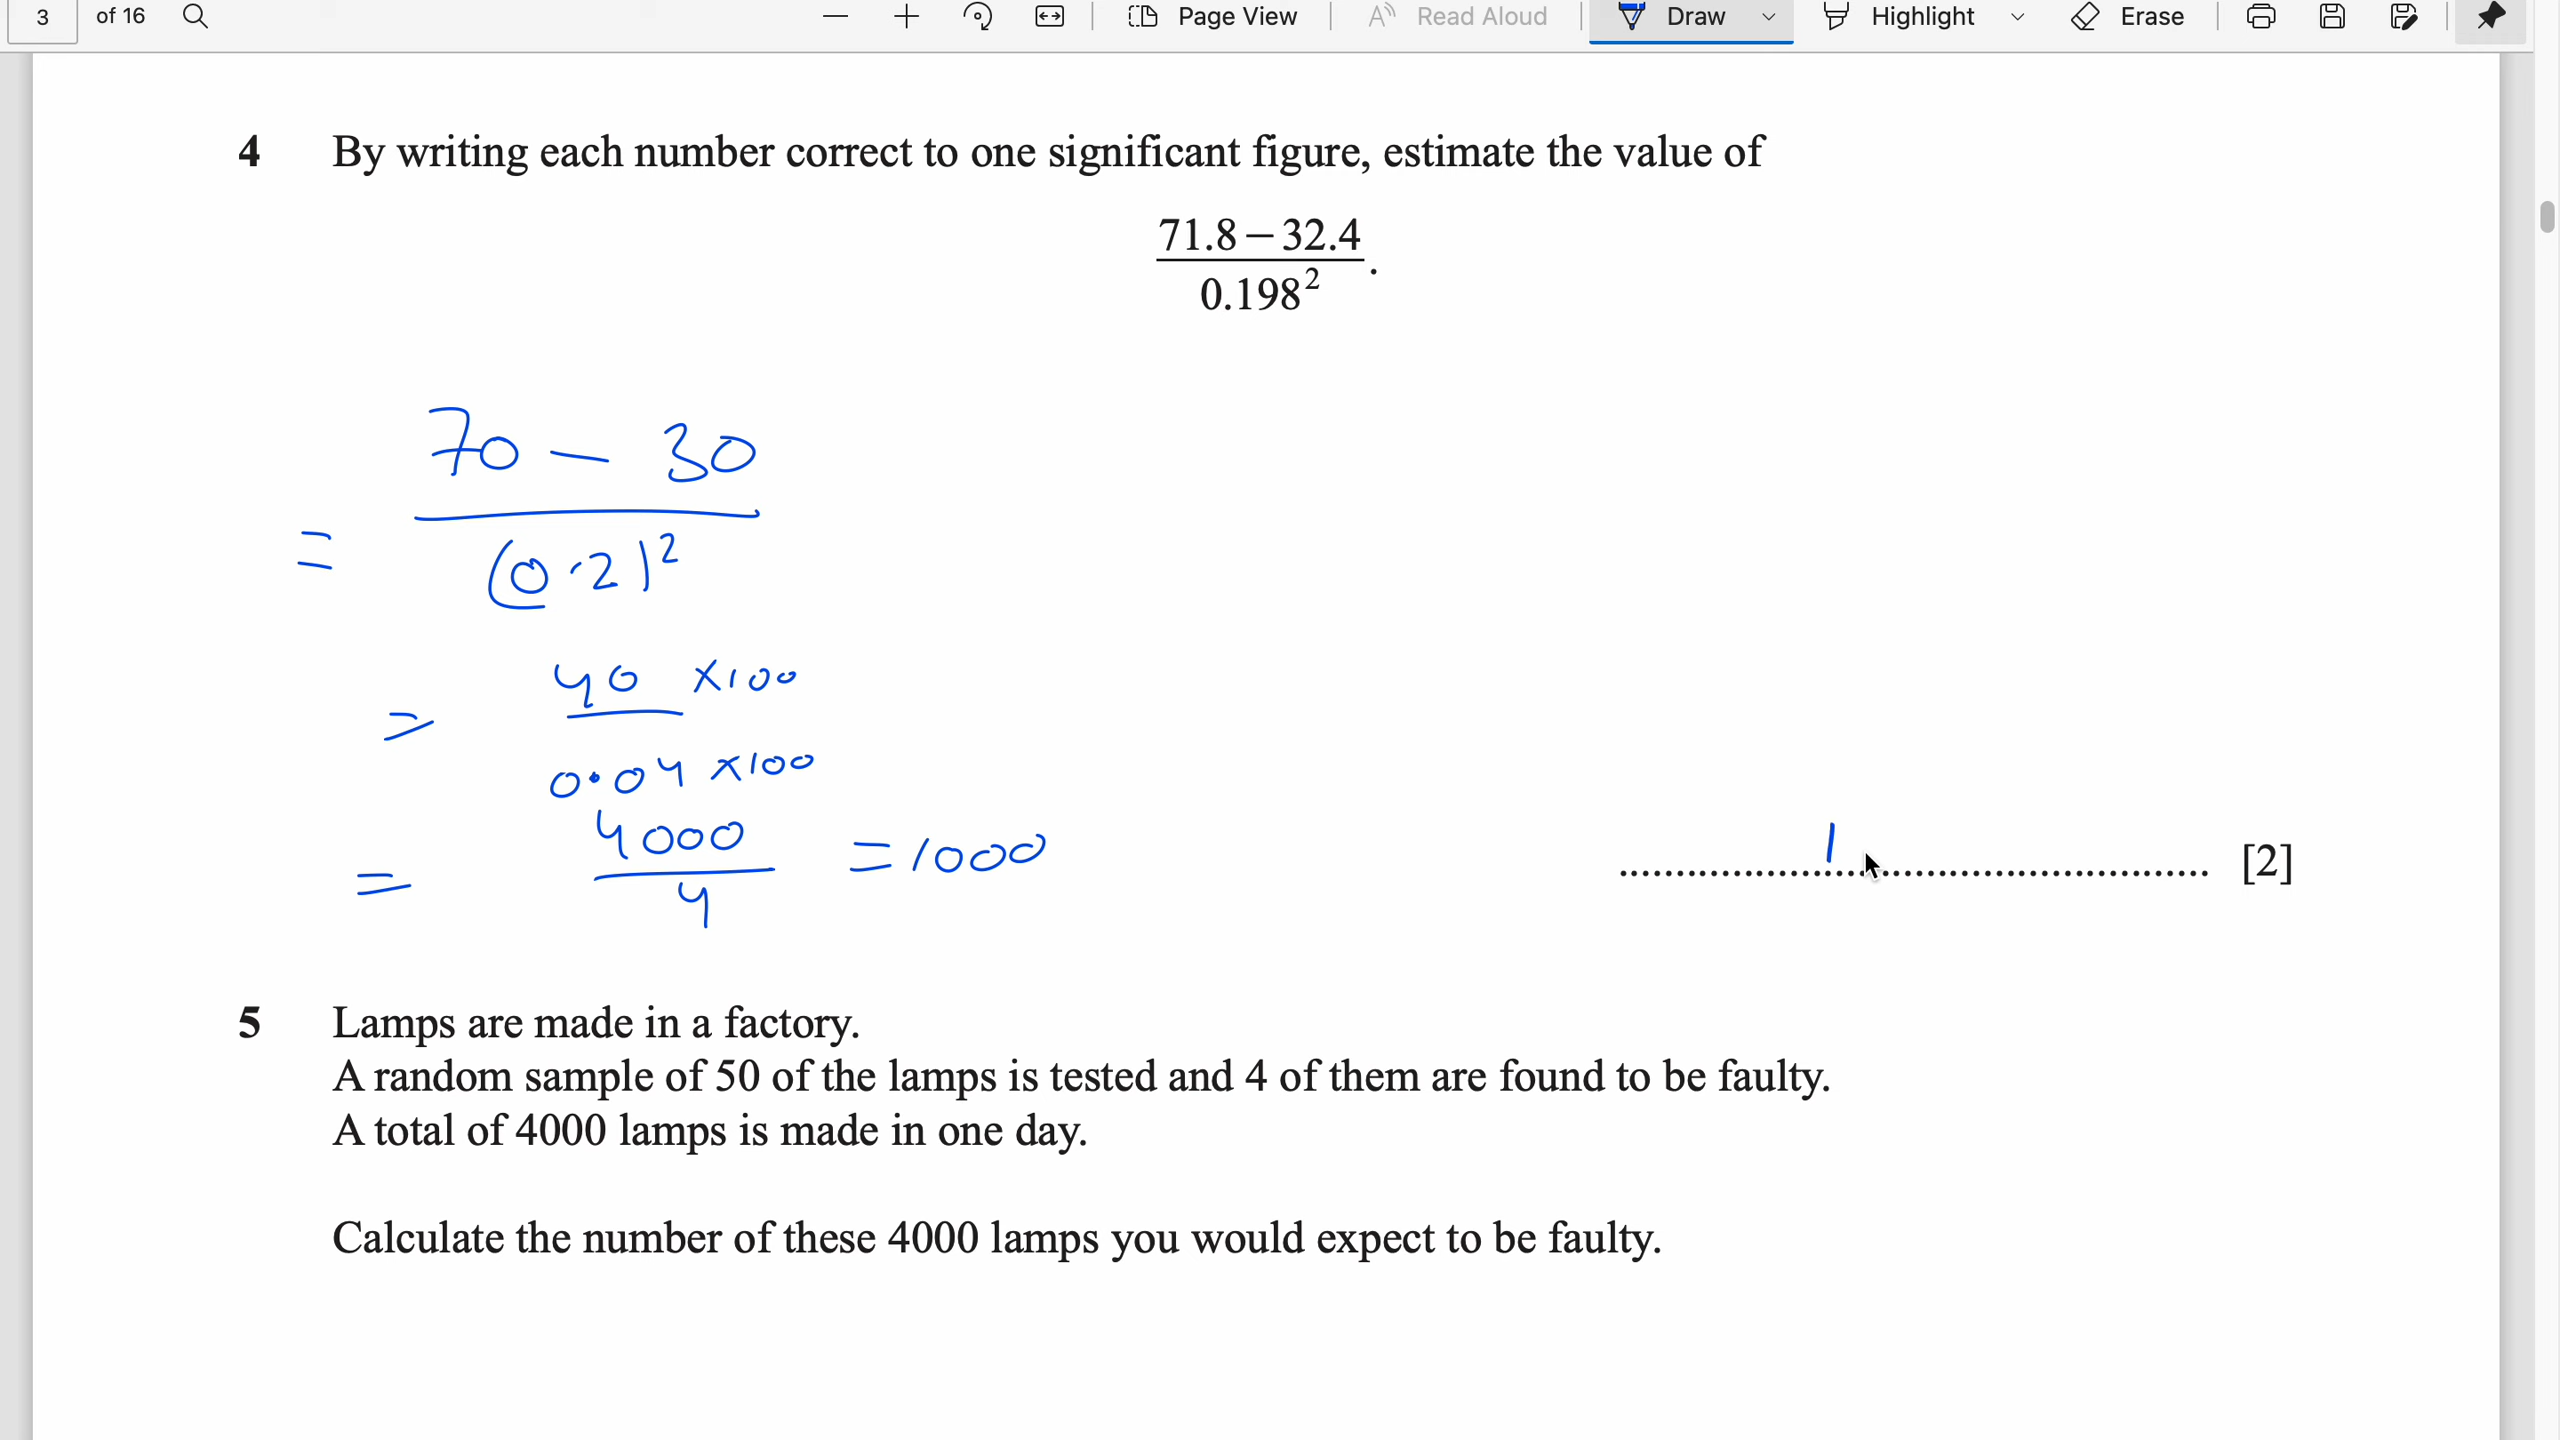 3 of 16 Page View Read Aloud Draw Highlight Erase
4 By writing each number correct to one significant figure, estimate the value of
71.8 − 32.4
0.198² .
70 − 30
=
(0.2)²
40 ×100
=
0.04 ×100
4000
= = 1000
4
1 .......................................... [2]
5 Lamps are made in a factory.
A random sample of 50 of the lamps is tested and 4 of them are found to be faulty.
A total of 4000 lamps is made in one day.
Calculate the number of these 4000 lamps you would expect to be faulty.